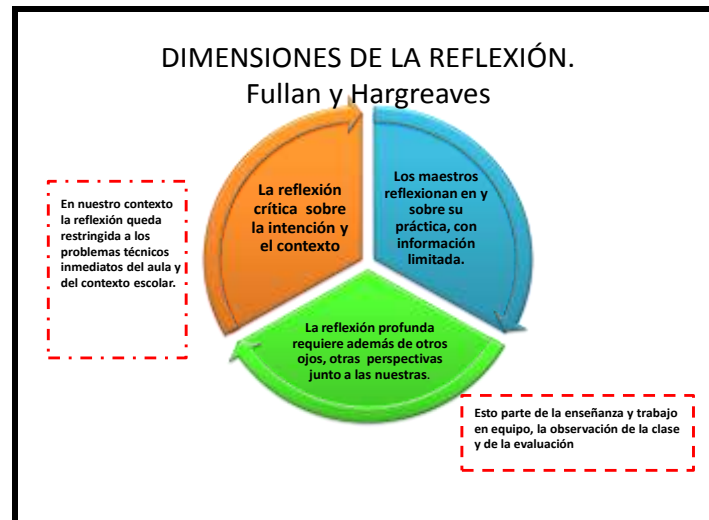 DIMENSIONES DE LA REFLEXIÓN.
Fullan y Hargreaves
En nuestro contexto
la reflexión queda
restringida a los
problemas técnicos
inmediatos del aula y
del contexto escolar.
La reflexión
crítica sobre
la intención y
el contexto
Los maestros
reflexionan en y
sobre su
práctica, con
información
limitada.
La reflexión profunda
requiere además de otros
ojos, otras perspectivas
junto a las nuestras.
Esto parte de la enseñanza y trabajo
en equipo, la observación de la clase
y de la evaluación